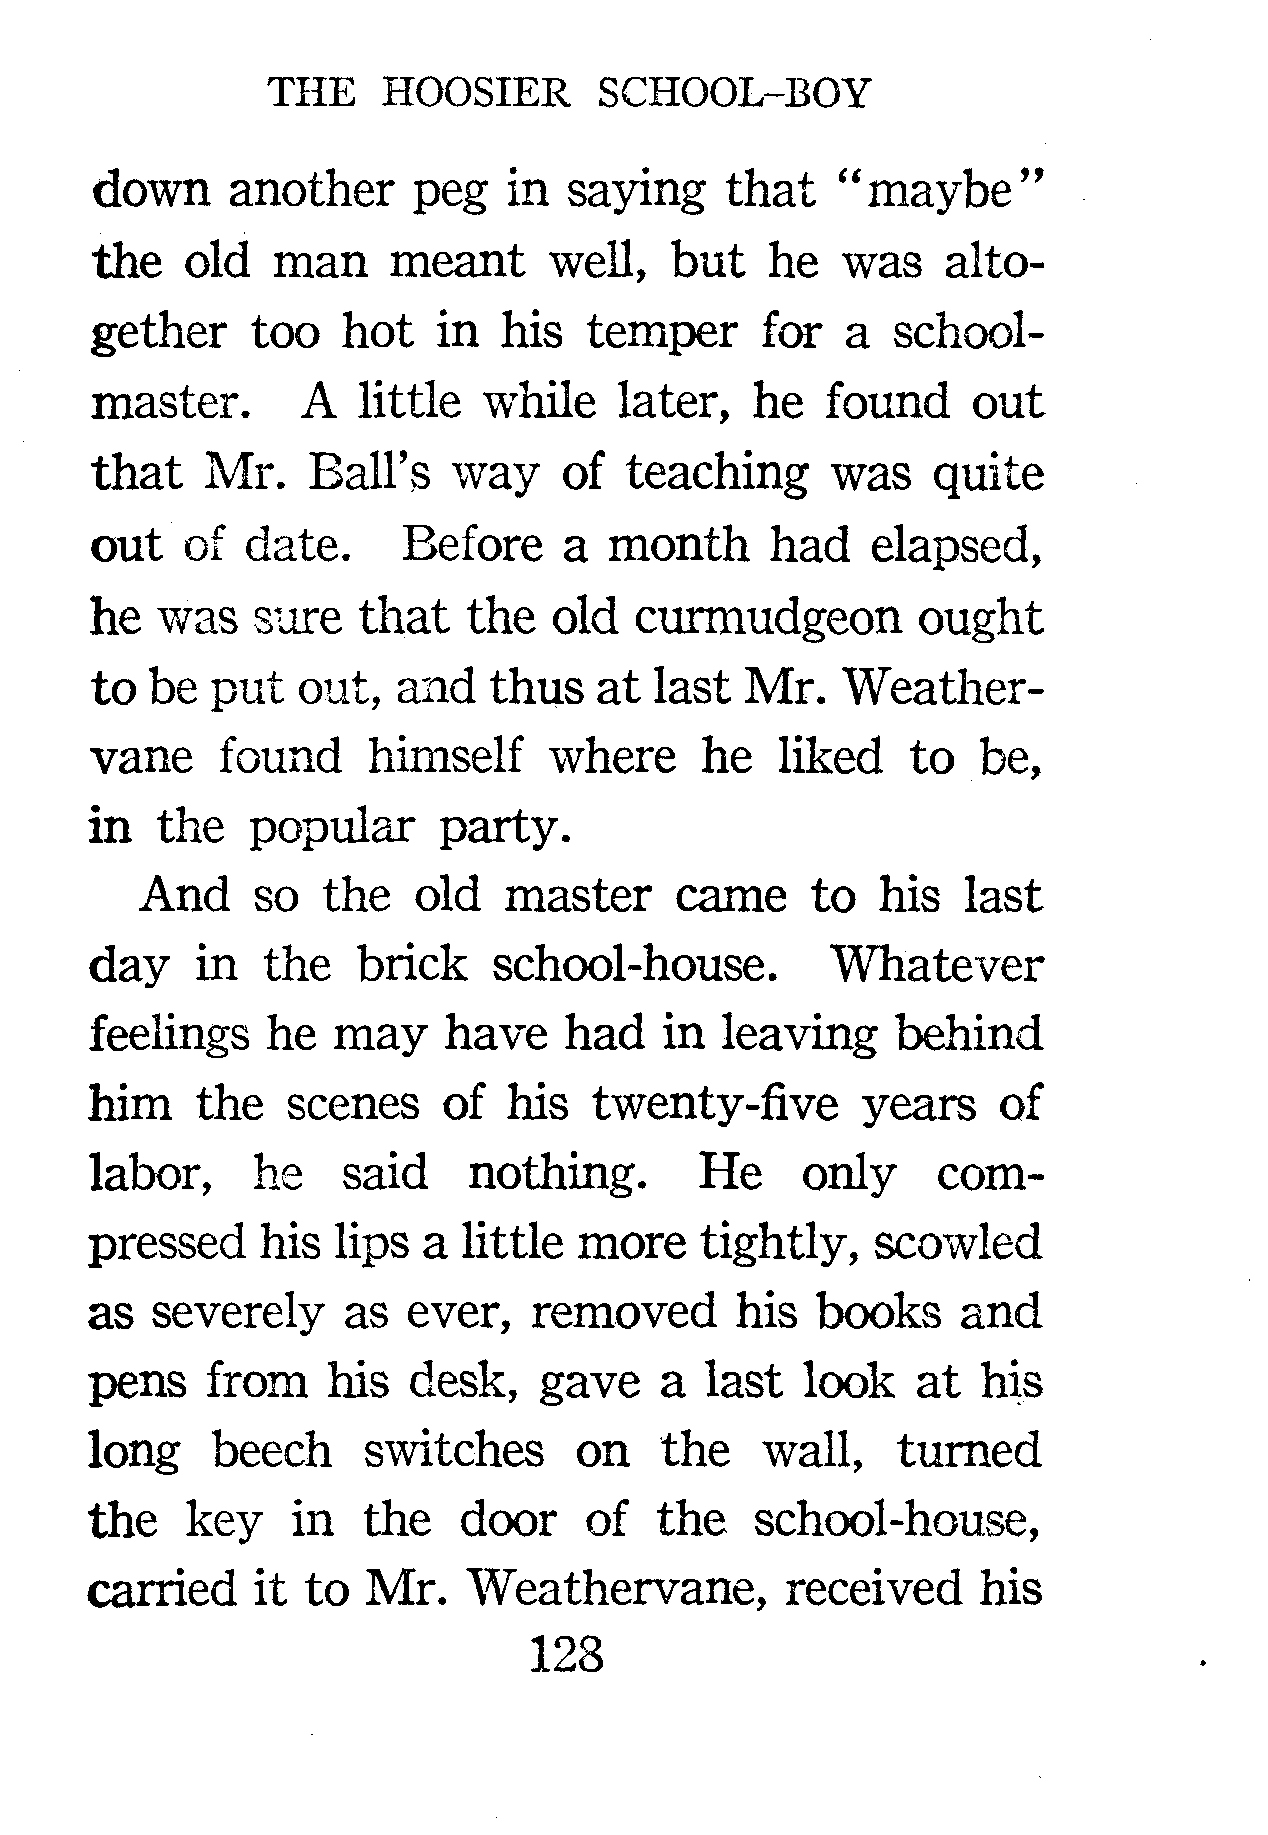 THE HOOSIER SCHOOL-BOY
down another peg in saying that “maybe”
the old man meant well, but he was alto-
gether too hot in his temper for a school-
master. A little while later, he found out
that Mr. Ball’s way of teaching was quite
out of date. Before a month had elapsed,
he was sure that the old curmudgeon ought
to be put out, and thus at last Mr. Weather-
vane found himself where he liked to be,
in the popular party.
And so the old master came to his last
day in the brick school-house. Whatever
feelings he may have had in leaving behind
him the scenes of his twenty-five years of
labor, he said nothing. He only com-
pressed his lips a little more tightly, scowled
as severely as ever, removed his books and
pens from his desk, gave a last look at his
long beech switches on the wall, turned
the key in the door of the school-house,
carried it to Mr. Weathervane, received his
128